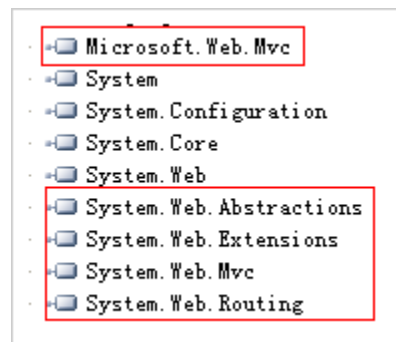 Microsoft.Web.Mvc
System
System.Configuration
System.Core
System.Web
System.Web.Abstractions
System.Web.Extensions
System.Web.Mvc
System.Web.Routing